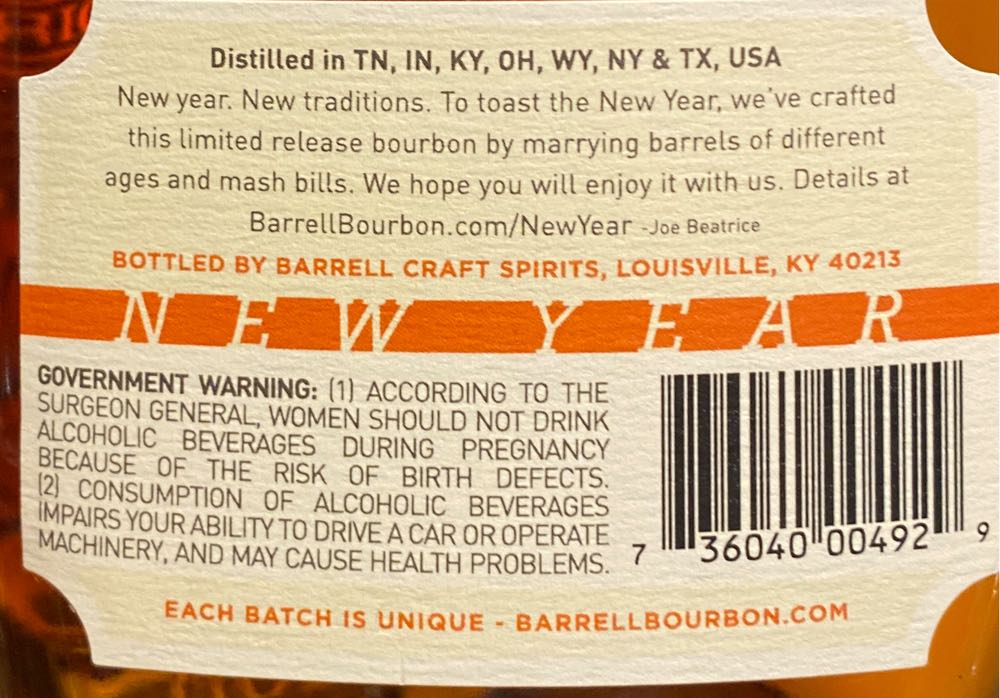 Distilled in TN, IN, KY, OH, WY, NY & TX, USA
New year. New traditions. To toast the New Year, we've crafted
this limited release bourbon by marrying barrels of different
ages and mash bills. We hope you will enjoy it with us. Details at
BarrellBourbon.com/NewYear -Joe Beatrice
BOTTLED BY BARRELL CRAFT SPIRITS, LOUISVILLE, KY 40213
NEW YEAR
GOVERNMENT WARNING: (1) ACCORDING TO THE
SURGEON GENERAL, WOMEN SHOULD NOT DRINK
ALCOHOLIC BEVERAGES DURING PREGNANCY
BECAUSE OF THE RISK OF BIRTH DEFECTS.
(2) CONSUMPTION OF ALCOHOLIC BEVERAGES
IMPAIRS YOUR ABILITY TO DRIVE A CAR OR OPERATE
MACHINERY, AND MAY CAUSE HEALTH PROBLEMS.
7 36040 00492 9
EACH BATCH IS UNIQUE - BARRELLBOURBON.COM